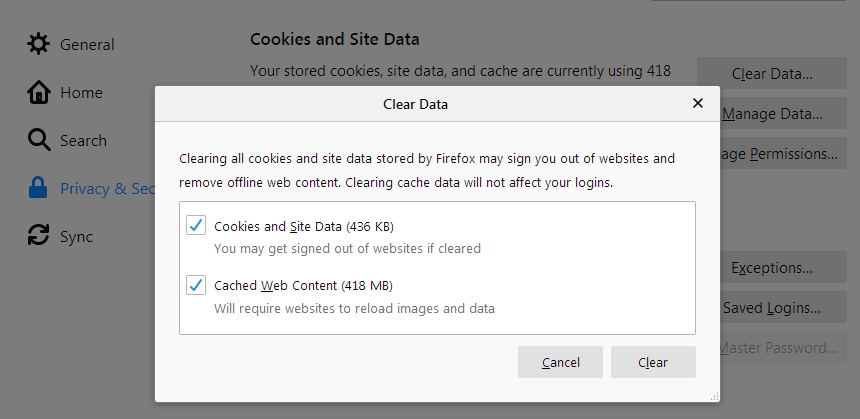 General
Home
Search
Privacy & Sec
Sync
Cookies and Site Data
Your stored cookies, site data, and cache are currently using 418
Clear Data...
Manage Data...
age Permissions...
Exceptions...
Saved Logins...
Master Password...
Clear Data
Clearing all cookies and site data stored by Firefox may sign you out of websites and
remove offline web content. Clearing cache data will not affect your logins.
Cookies and Site Data (436 KB)
You may get signed out of websites if cleared
Cached Web Content (418 MB)
Will require websites to reload images and data
Cancel
Clear